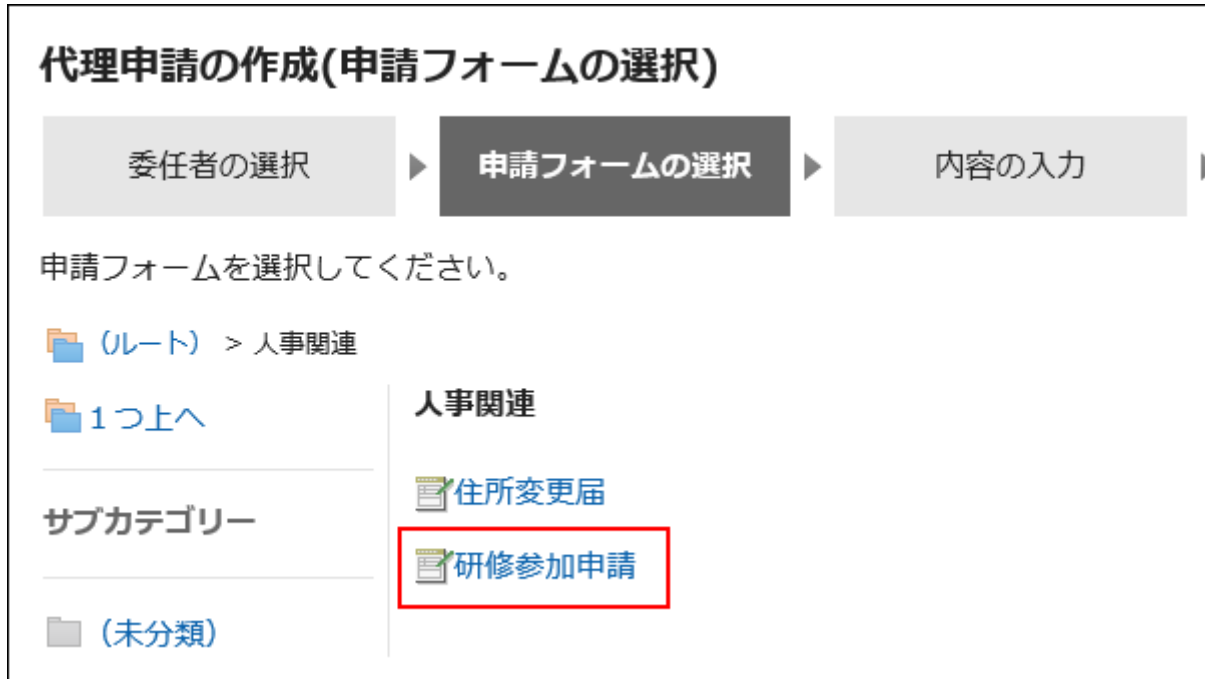 代理申請の作成(申請フォームの選択)
委任者の選択 ▶ 申請フォームの選択 ▶ 内容の入力
申請フォームを選択してください。
（ルート） > 人事関連
１つ上へ
サブカテゴリー
（未分類）
人事関連
住所変更届
研修参加申請